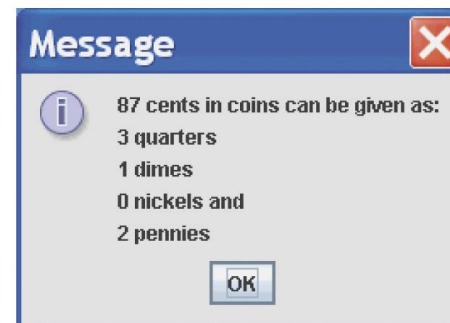 Message
87 cents in coins can be given as:
3 quarters
1 dimes
0 nickels and
2 pennies
OK